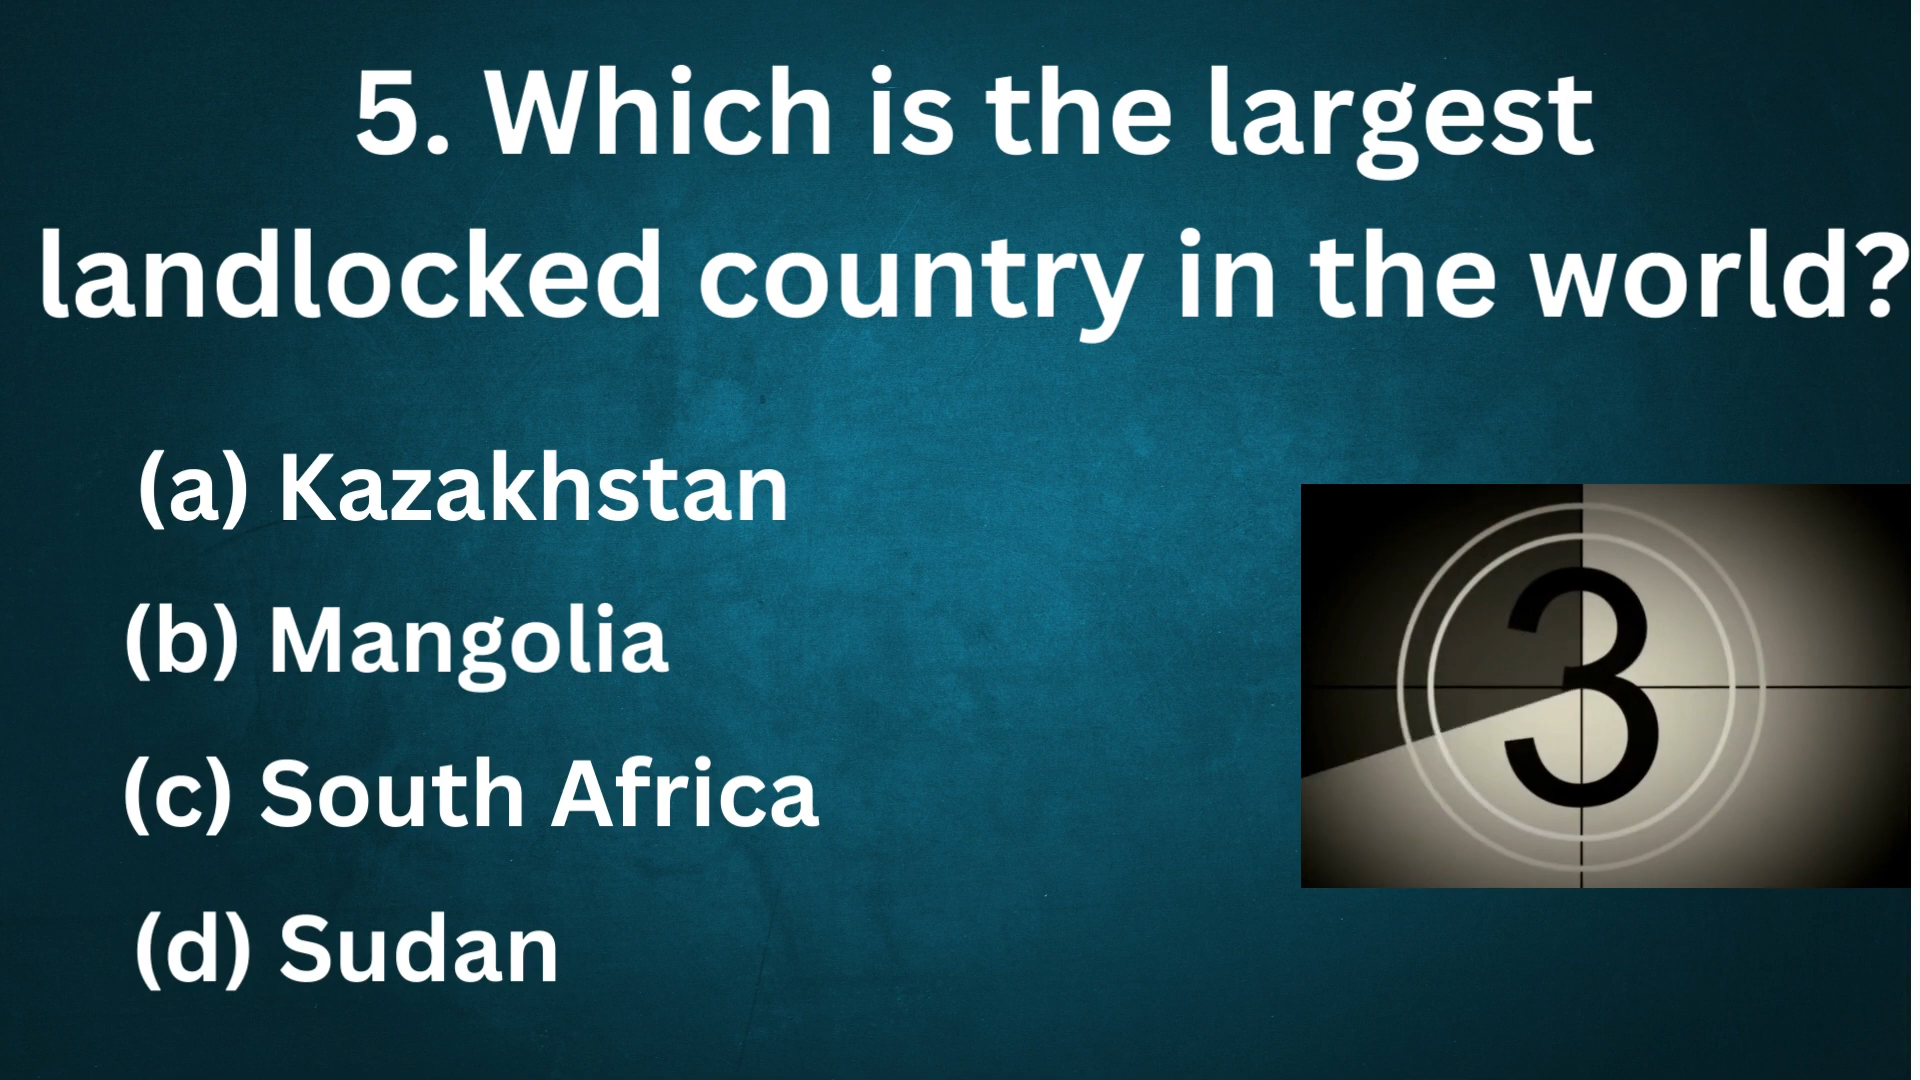 5. Which is the largest
landlocked country in the world?
(a) Kazakhstan
(b) Mangolia
(c) South Africa
(d) Sudan
3